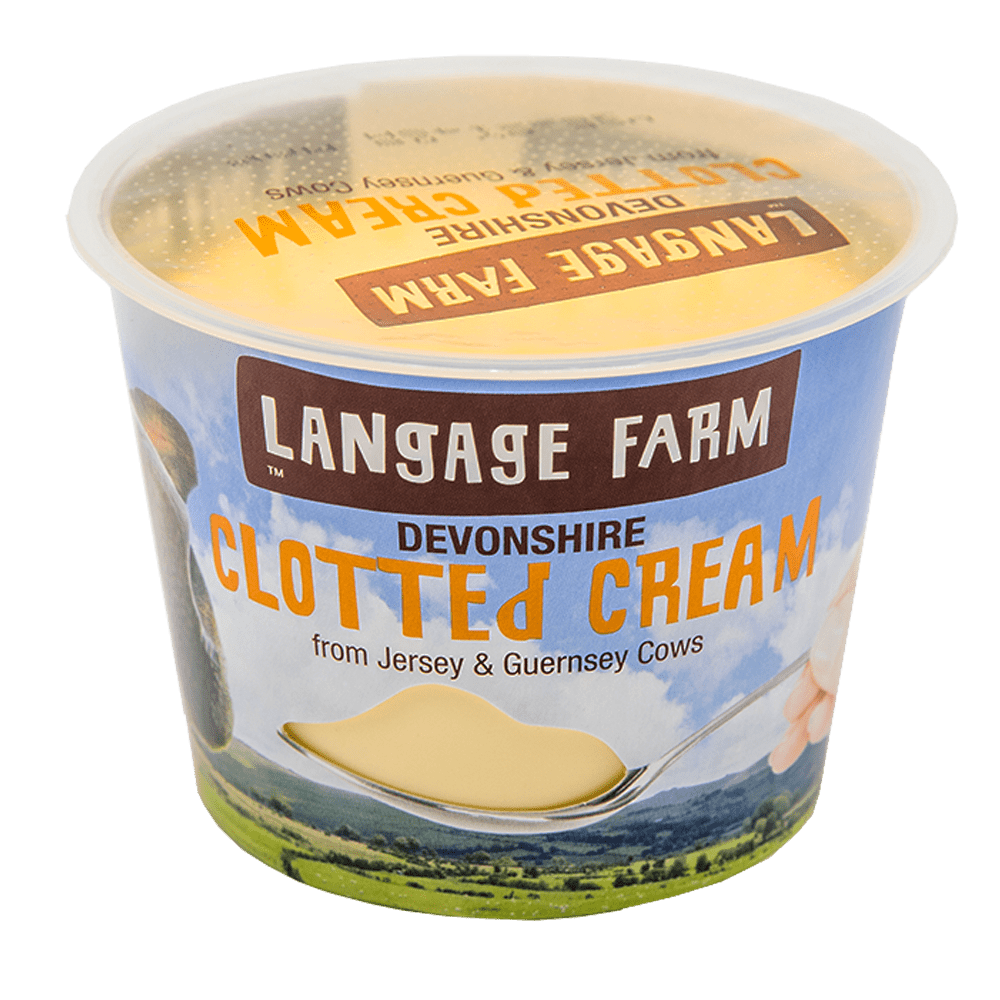 from Jersey & Guernsey Cows
CLOTTEd CREAM
DEVONSHIRE
LANgAgE FARM
LANgAgE FARM
™
DEVONSHIRE
CLOTTEd CREAM
from Jersey & Guernsey Cows